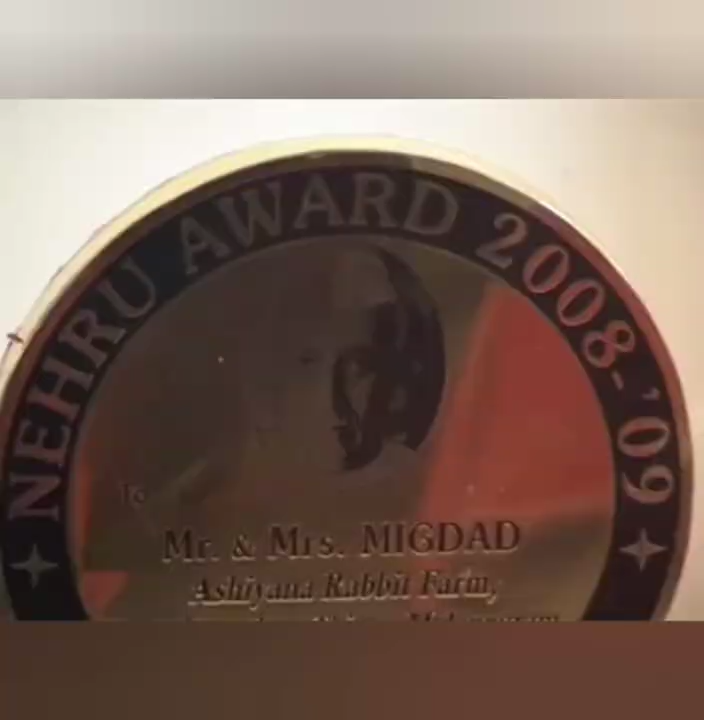 NEHRU AWARD 2008-'09
To
Mr. & Mrs. MIGDAD
Ashiyana Rabbit Farm,